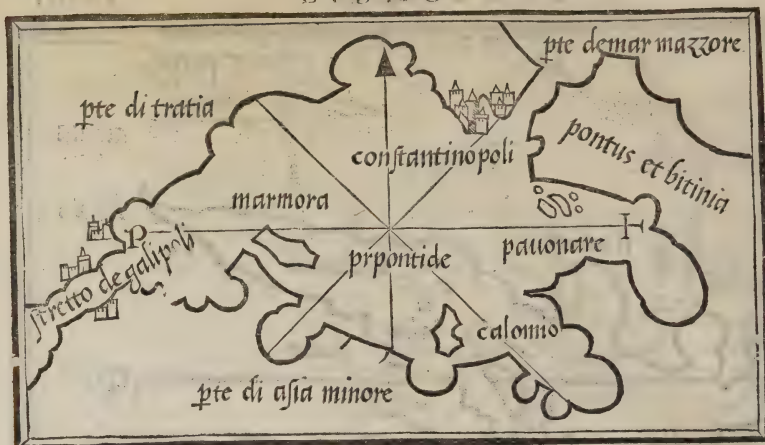 pte demar mazzore
pte di tratia
pontus et bitinia
constantinopoli
marmora
P
pauonare
stretto de galipoli
prpontide
calonno
pte di asia minore